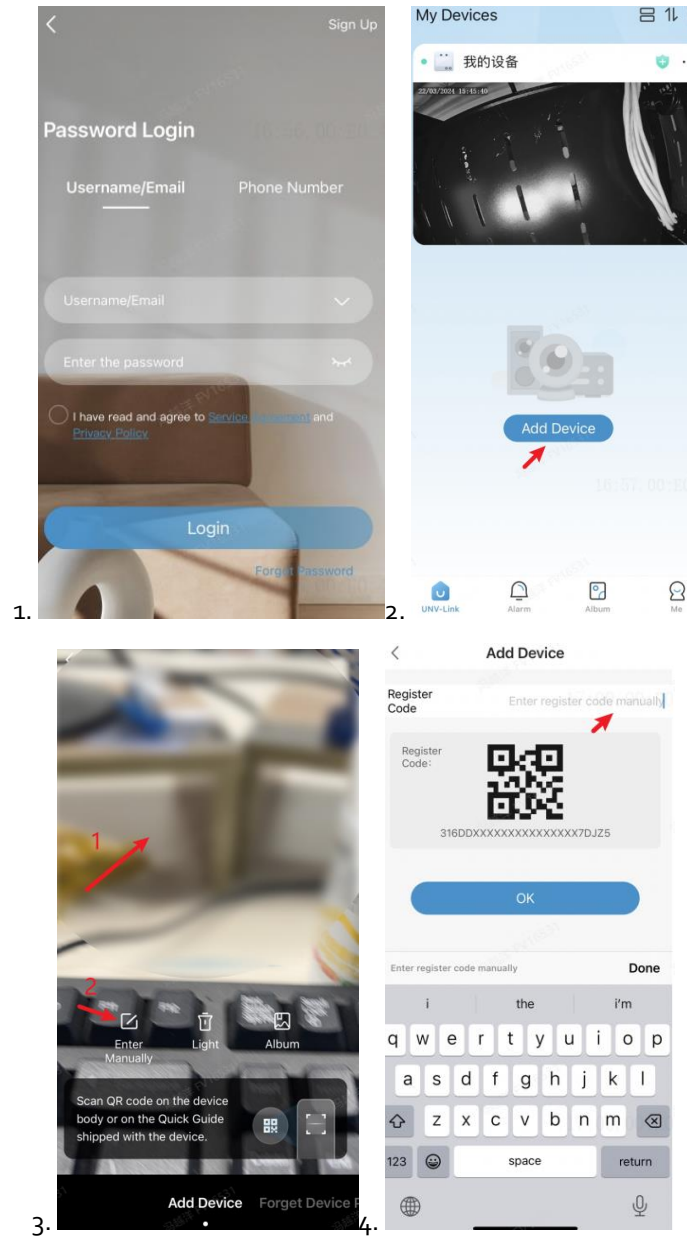 Sign Up
Password Login
Username/Email Phone Number
Username/Email
Enter the password
I have read and agree to Service Agreement and
Privacy Policy
Login
Forget Password
1.
My Devices
我的设备
22/03/2024 15:45:40
Add Device
UNV-Link Alarm Album Me
2.
1
2
Enter
Manually
Light
Album
Scan QR code on the device
body or on the Quick Guide
shipped with the device.
Add Device Forget Device P
3.
Add Device
Register
Code
Enter register code manually
Register
Code:
316DDXXXXXXXXXXXXXXX7DJZ5
OK
Enter register code manually Done
i the i'm
q w e r t y u i o p
a s d f g h j k l
z x c v b n m
123 space return
4.